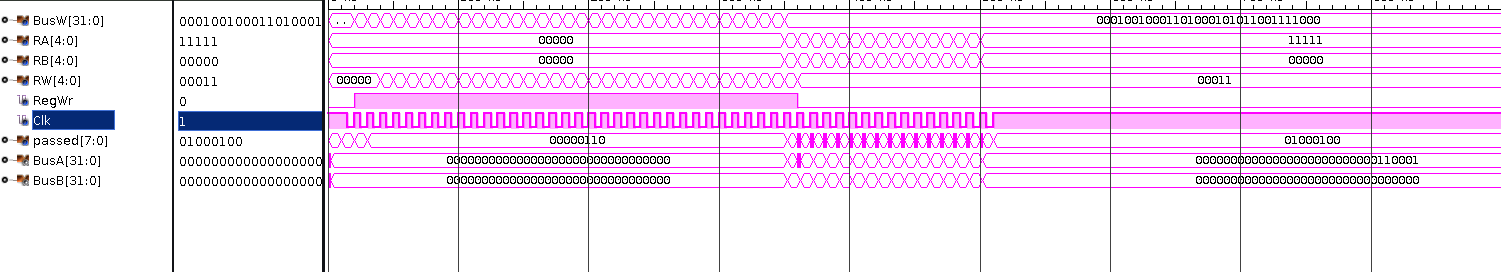 BusW[31:0] 000100100011010001 .. 00010010001101000101011001111000
RA[4:0] 11111 00000 11111
RB[4:0] 00000 00000 00000
RW[4:0] 00011 00000 00011
RegWr 0
Clk 1
passed[7:0] 01000100 00000110 01000100
BusA[31:0] 000000000000000000 00000000000000000000000000000000 00000000000000000000000000110001
BusB[31:0] 000000000000000000 00000000000000000000000000000000 00000000000000000000000000000000